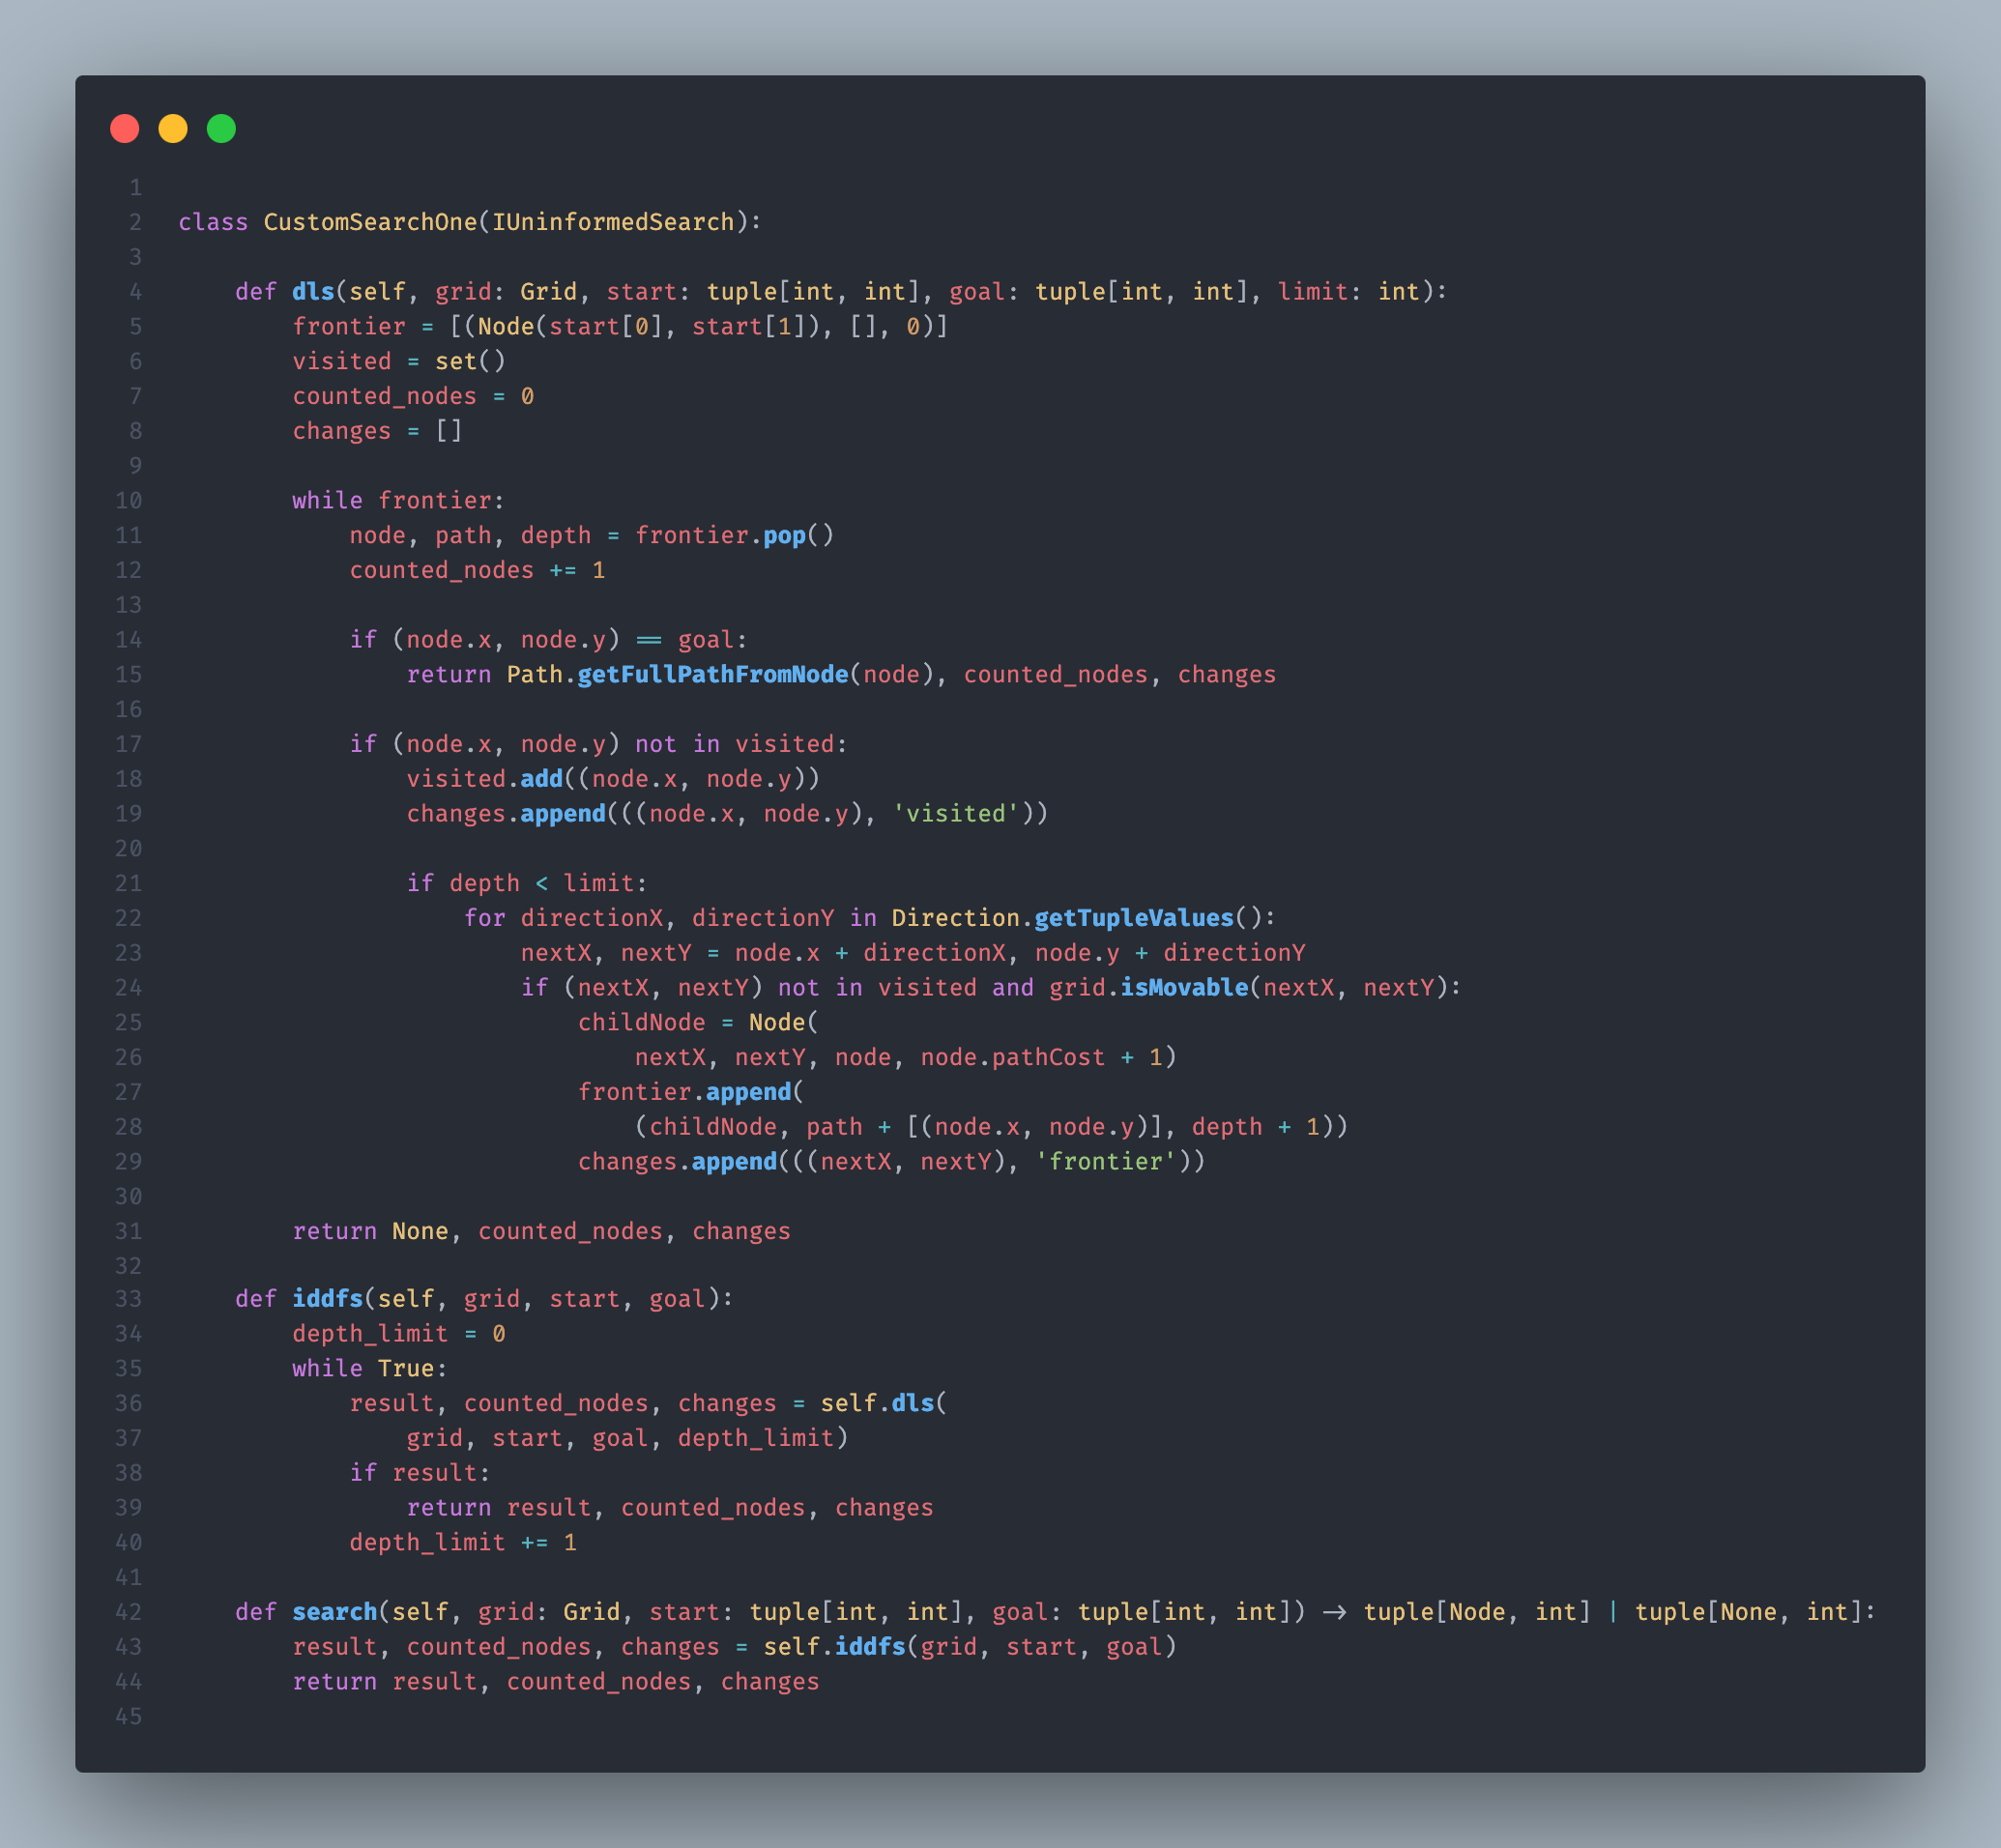 1
2 class CustomSearchOne(IUninformedSearch):
3
4     def dls(self, grid: Grid, start: tuple[int, int], goal: tuple[int, int], limit: int):
5         frontier = [(Node(start[0], start[1]), [], 0)]
6         visited = set()
7         counted_nodes = 0
8         changes = []
9
10         while frontier:
11             node, path, depth = frontier.pop()
12             counted_nodes += 1
13
14             if (node.x, node.y) == goal:
15                 return Path.getFullPathFromNode(node), counted_nodes, changes
16
17             if (node.x, node.y) not in visited:
18                 visited.add((node.x, node.y))
19                 changes.append(((node.x, node.y), 'visited'))
20
21                 if depth < limit:
22                     for directionX, directionY in Direction.getTupleValues():
23                         nextX, nextY = node.x + directionX, node.y + directionY
24                         if (nextX, nextY) not in visited and grid.isMovable(nextX, nextY):
25                             childNode = Node(
26                                 nextX, nextY, node, node.pathCost + 1)
27                             frontier.append(
28                                 (childNode, path + [(node.x, node.y)], depth + 1))
29                             changes.append(((nextX, nextY), 'frontier'))
30
31         return None, counted_nodes, changes
32
33     def iddfs(self, grid, start, goal):
34         depth_limit = 0
35         while True:
36             result, counted_nodes, changes = self.dls(
37                 grid, start, goal, depth_limit)
38             if result:
39                 return result, counted_nodes, changes
40             depth_limit += 1
41
42     def search(self, grid: Grid, start: tuple[int, int], goal: tuple[int, int]) -> tuple[Node, int] | tuple[None, int]:
43         result, counted_nodes, changes = self.iddfs(grid, start, goal)
44         return result, counted_nodes, changes
45